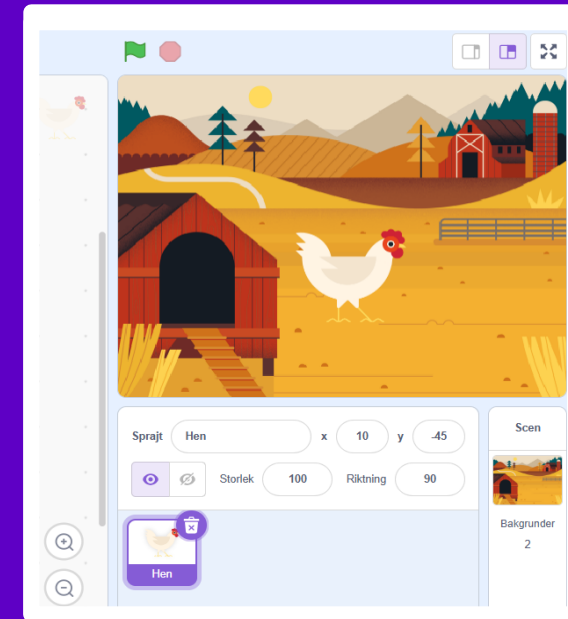 Sprajt Hen x 10 y -45
Storlek 100 Riktning 90
Hen
Scen
Bakgrunder
2